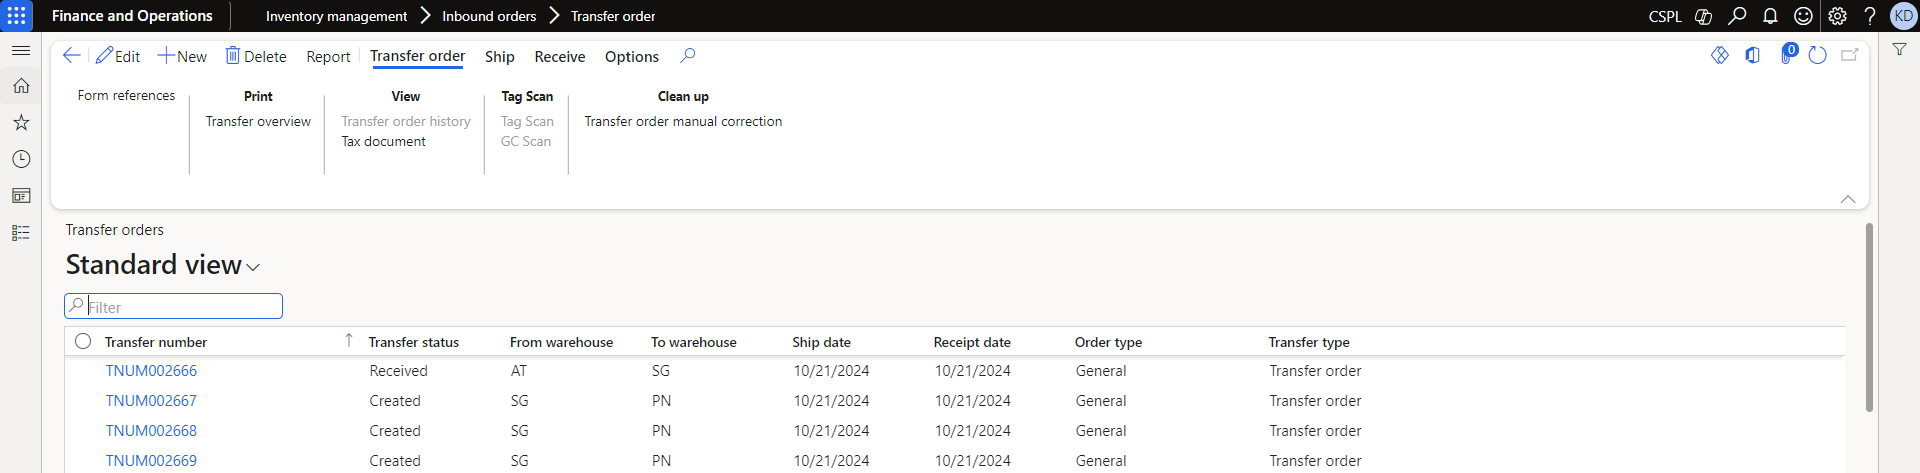 Finance and Operations Inventory management Inbound orders Transfer order CSPL ? KD
Edit New Delete Report Transfer order Ship Receive Options 0
Form references Print View Tag Scan Clean up
Transfer overview Transfer order history Tag Scan Transfer order manual correction
Tax document GC Scan
Transfer orders
Standard view
Filter
Transfer number Transfer status From warehouse To warehouse Ship date Receipt date Order type Transfer type
TNUM002666 Received AT SG 10/21/2024 10/21/2024 General Transfer order
TNUM002667 Created SG PN 10/21/2024 10/21/2024 General Transfer order
TNUM002668 Created SG PN 10/21/2024 10/21/2024 General Transfer order
TNUM002669 Created SG PN 10/21/2024 10/21/2024 General Transfer order